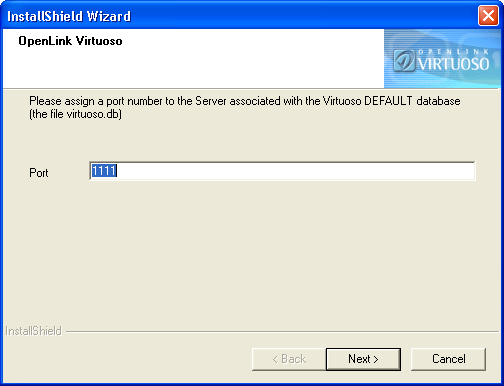 InstallShield Wizard
OpenLink Virtuoso
OPENLINK
VIRTUOSO
Please assign a port number to the Server associated with the Virtuoso DEFAULT database
(the file virtuoso.db)
Port
1111
InstallShield
< Back
Next >
Cancel